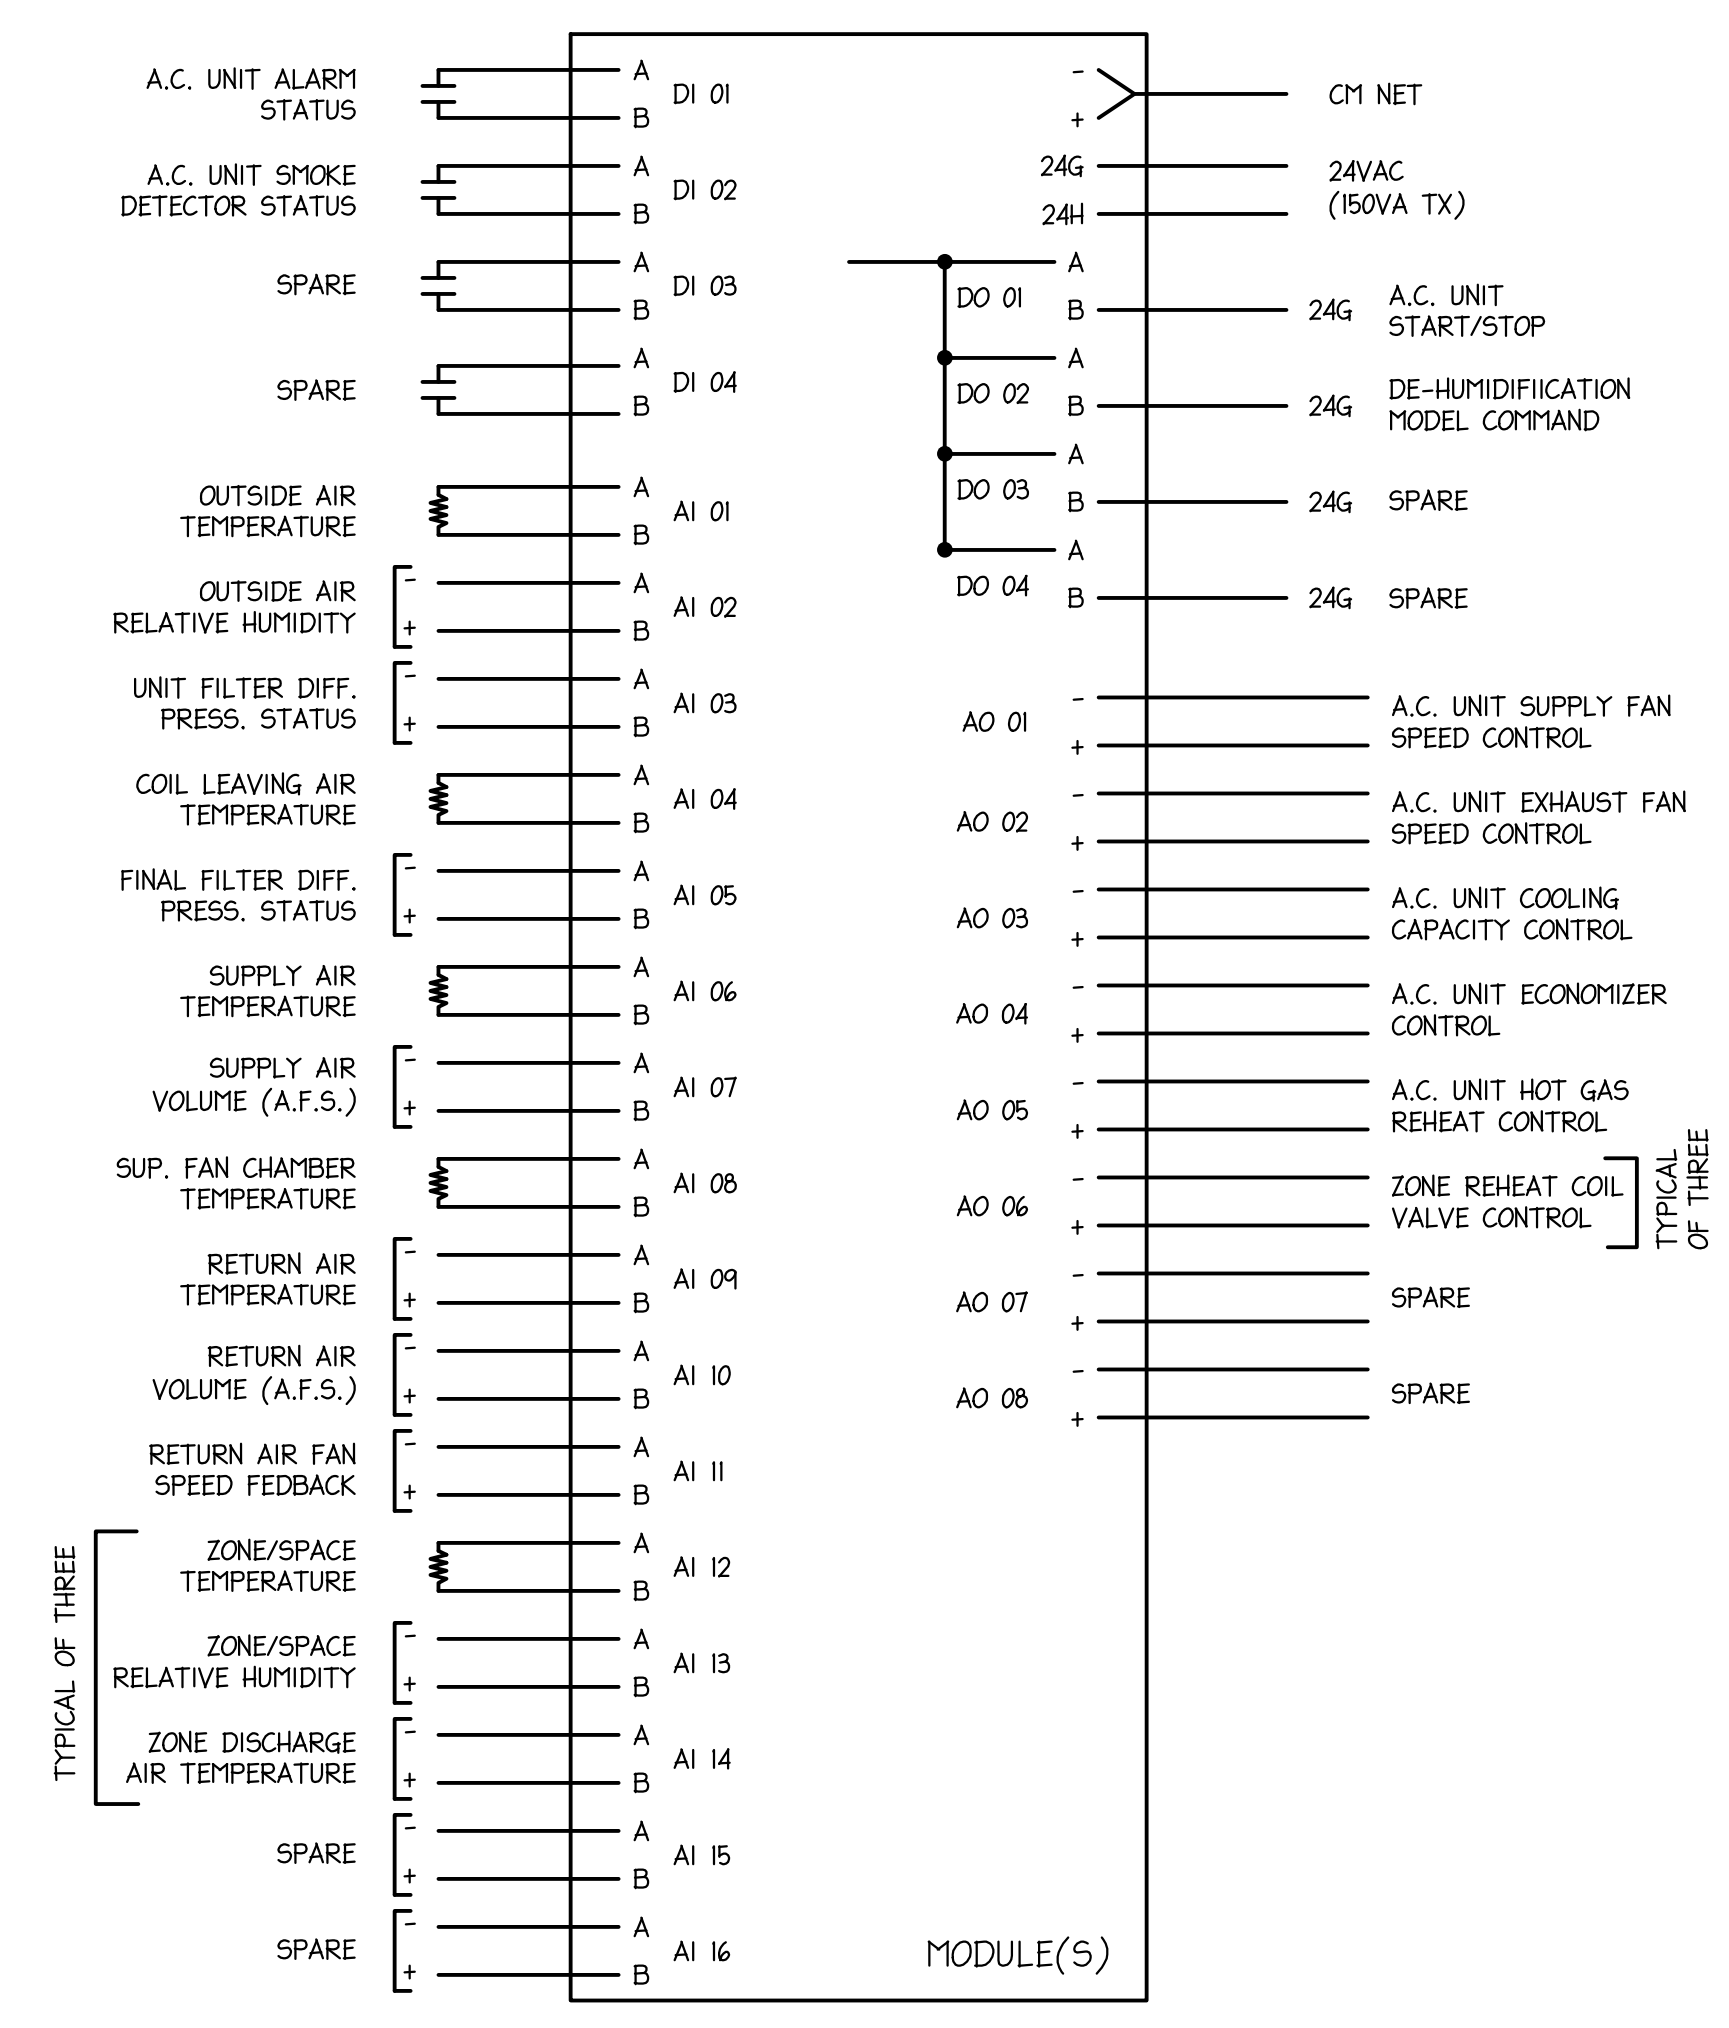 A.C. UNIT ALARM
STATUS
A
DI 01
B
A.C. UNIT SMOKE
DETECTOR STATUS
A
DI 02
B
SPARE
A
DI 03
B
SPARE
A
DI 04
B
OUTSIDE AIR
TEMPERATURE
A
AI 01
B
OUTSIDE AIR
RELATIVE HUMIDITY
-
+
A
AI 02
B
UNIT FILTER DIFF.
PRESS. STATUS
-
+
A
AI 03
B
COIL LEAVING AIR
TEMPERATURE
A
AI 04
B
FINAL FILTER DIFF.
PRESS. STATUS
-
+
A
AI 05
B
SUPPLY AIR
TEMPERATURE
A
AI 06
B
SUPPLY AIR
VOLUME (A.F.S.)
-
+
A
AI 07
B
SUP. FAN CHAMBER
TEMPERATURE
A
AI 08
B
RETURN AIR
TEMPERATURE
-
+
A
AI 09
B
RETURN AIR
VOLUME (A.F.S.)
-
+
A
AI 10
B
RETURN AIR FAN
SPEED FEDBACK
-
+
A
AI 11
B
TYPICAL OF THREE
ZONE/SPACE
TEMPERATURE
A
AI 12
B
ZONE/SPACE
RELATIVE HUMIDITY
-
+
A
AI 13
B
ZONE DISCHARGE
AIR TEMPERATURE
-
+
A
AI 14
B
SPARE
-
+
A
AI 15
B
SPARE
-
+
A
AI 16
B
-
+
CM NET
24G
24H
24VAC
(150VA TX)
A
DO 01
B
24G
A.C. UNIT
START/STOP
A
DO 02
B
24G
DE-HUMIDIFIICATION
MODEL COMMAND
A
DO 03
B
24G SPARE
A
DO 04
B
24G SPARE
AO 01
-
+
A.C. UNIT SUPPLY FAN
SPEED CONTROL
AO 02
-
+
A.C. UNIT EXHAUST FAN
SPEED CONTROL
AO 03
-
+
A.C. UNIT COOLING
CAPACITY CONTROL
AO 04
-
+
A.C. UNIT ECONOMIZER
CONTROL
AO 05
-
+
A.C. UNIT HOT GAS
REHEAT CONTROL
AO 06
-
+
ZONE REHEAT COIL
VALVE CONTROL
TYPICAL
OF THREE
AO 07
-
+
SPARE
AO 08
-
+
SPARE
MODULE(S)